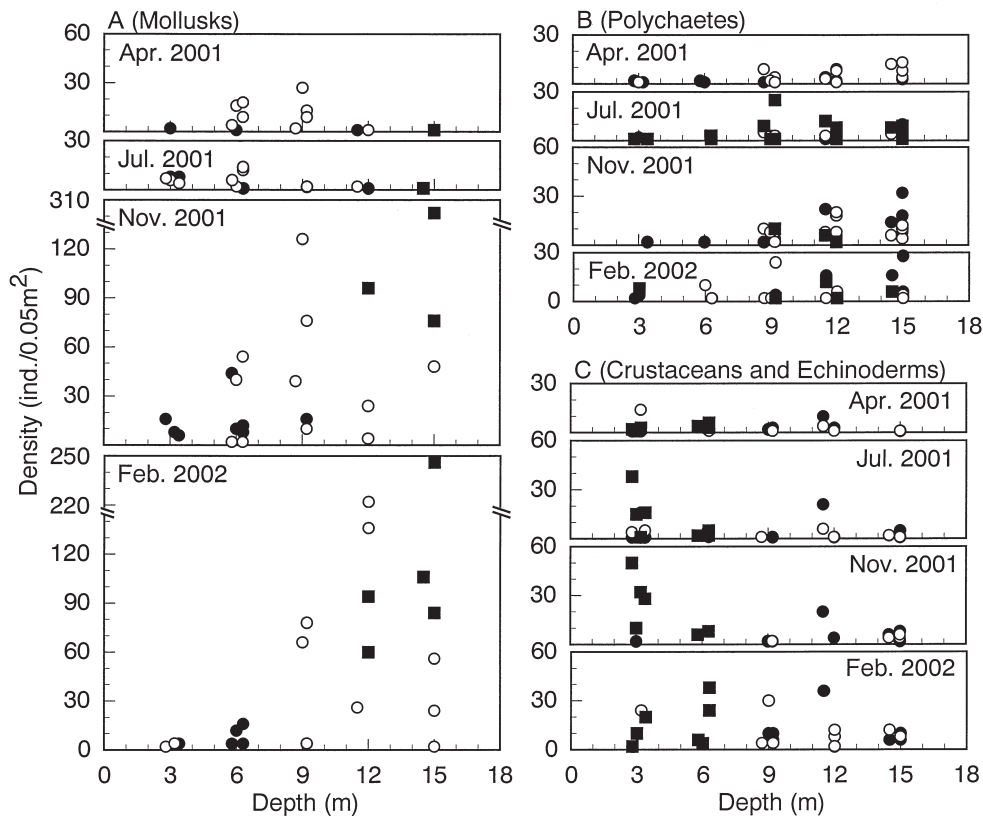 A (Mollusks)
60
Apr. 2001
30
30
Jul. 2001
310
Nov. 2001
120
90
60
30
250
Feb. 2002
220
120
90
60
30
0
0 3 6 9 12 15 18
Depth (m)
Density (ind./0.05m²)
B (Polychaetes)
30
Apr. 2001
30
Jul. 2001
60
Nov. 2001
30
30
Feb. 2002
0
0 3 6 9 12 15 18
C (Crustaceans and Echinoderms)
30
Apr. 2001
60
Jul. 2001
30
60
Nov. 2001
30
60
Feb. 2002
30
0
0 3 6 9 12 15 18
Depth (m)